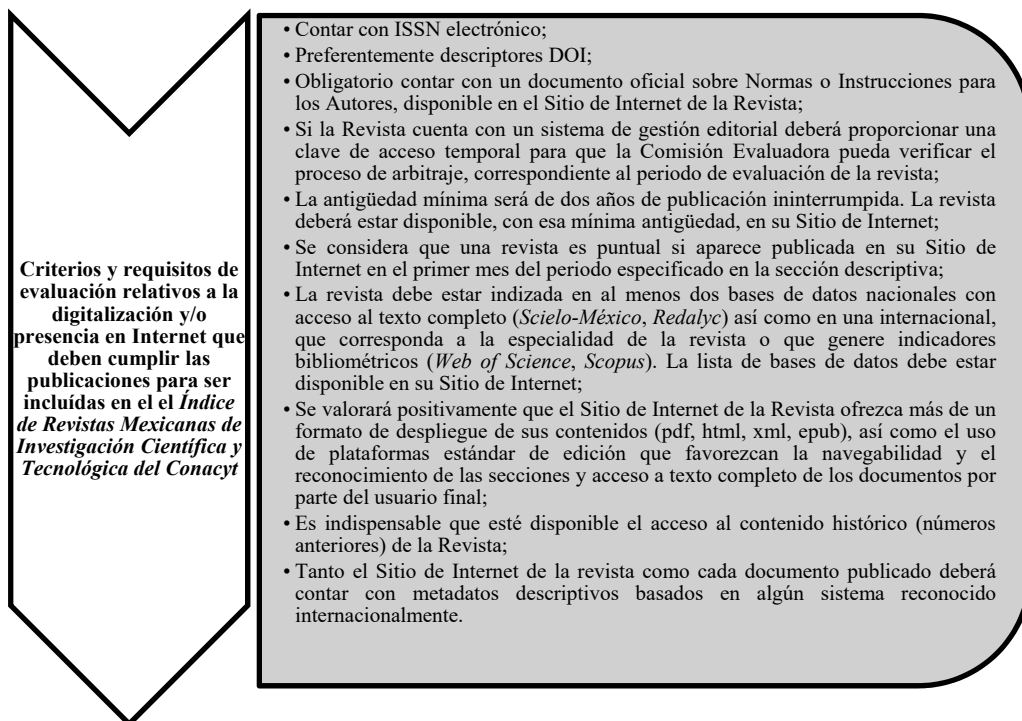 Criterios y requisitos de
evaluación relativos a la
digitalización y/o
presencia en Internet que
deben cumplir las
publicaciones para ser
incluídas en el el Índice
de Revistas Mexicanas de
Investigación Científica y
Tecnológica del Conacyt
• Contar con ISSN electrónico;
• Preferentemente descriptores DOI;
• Obligatorio contar con un documento oficial sobre Normas o Instrucciones para
los Autores, disponible en el Sitio de Internet de la Revista;
• Si la Revista cuenta con un sistema de gestión editorial deberá proporcionar una
clave de acceso temporal para que la Comisión Evaluadora pueda verificar el
proceso de arbitraje, correspondiente al periodo de evaluación de la revista;
• La antigüedad mínima será de dos años de publicación ininterrumpida. La revista
deberá estar disponible, con esa mínima antigüedad, en su Sitio de Internet;
• Se considera que una revista es puntual si aparece publicada en su Sitio de
Internet en el primer mes del periodo especificado en la sección descriptiva;
• La revista debe estar indizada en al menos dos bases de datos nacionales con
acceso al texto completo (Scielo-México, Redalyc) así como en una internacional,
que corresponda a la especialidad de la revista o que genere indicadores
bibliométricos (Web of Science, Scopus). La lista de bases de datos debe estar
disponible en su Sitio de Internet;
• Se valorará positivamente que el Sitio de Internet de la Revista ofrezca más de un
formato de despliegue de sus contenidos (pdf, html, xml, epub), así como el uso
de plataformas estándar de edición que favorezcan la navegabilidad y el
reconocimiento de las secciones y acceso a texto completo de los documentos por
parte del usuario final;
• Es indispensable que esté disponible el acceso al contenido histórico (números
anteriores) de la Revista;
• Tanto el Sitio de Internet de la revista como cada documento publicado deberá
contar con metadatos descriptivos basados en algún sistema reconocido
internacionalmente.